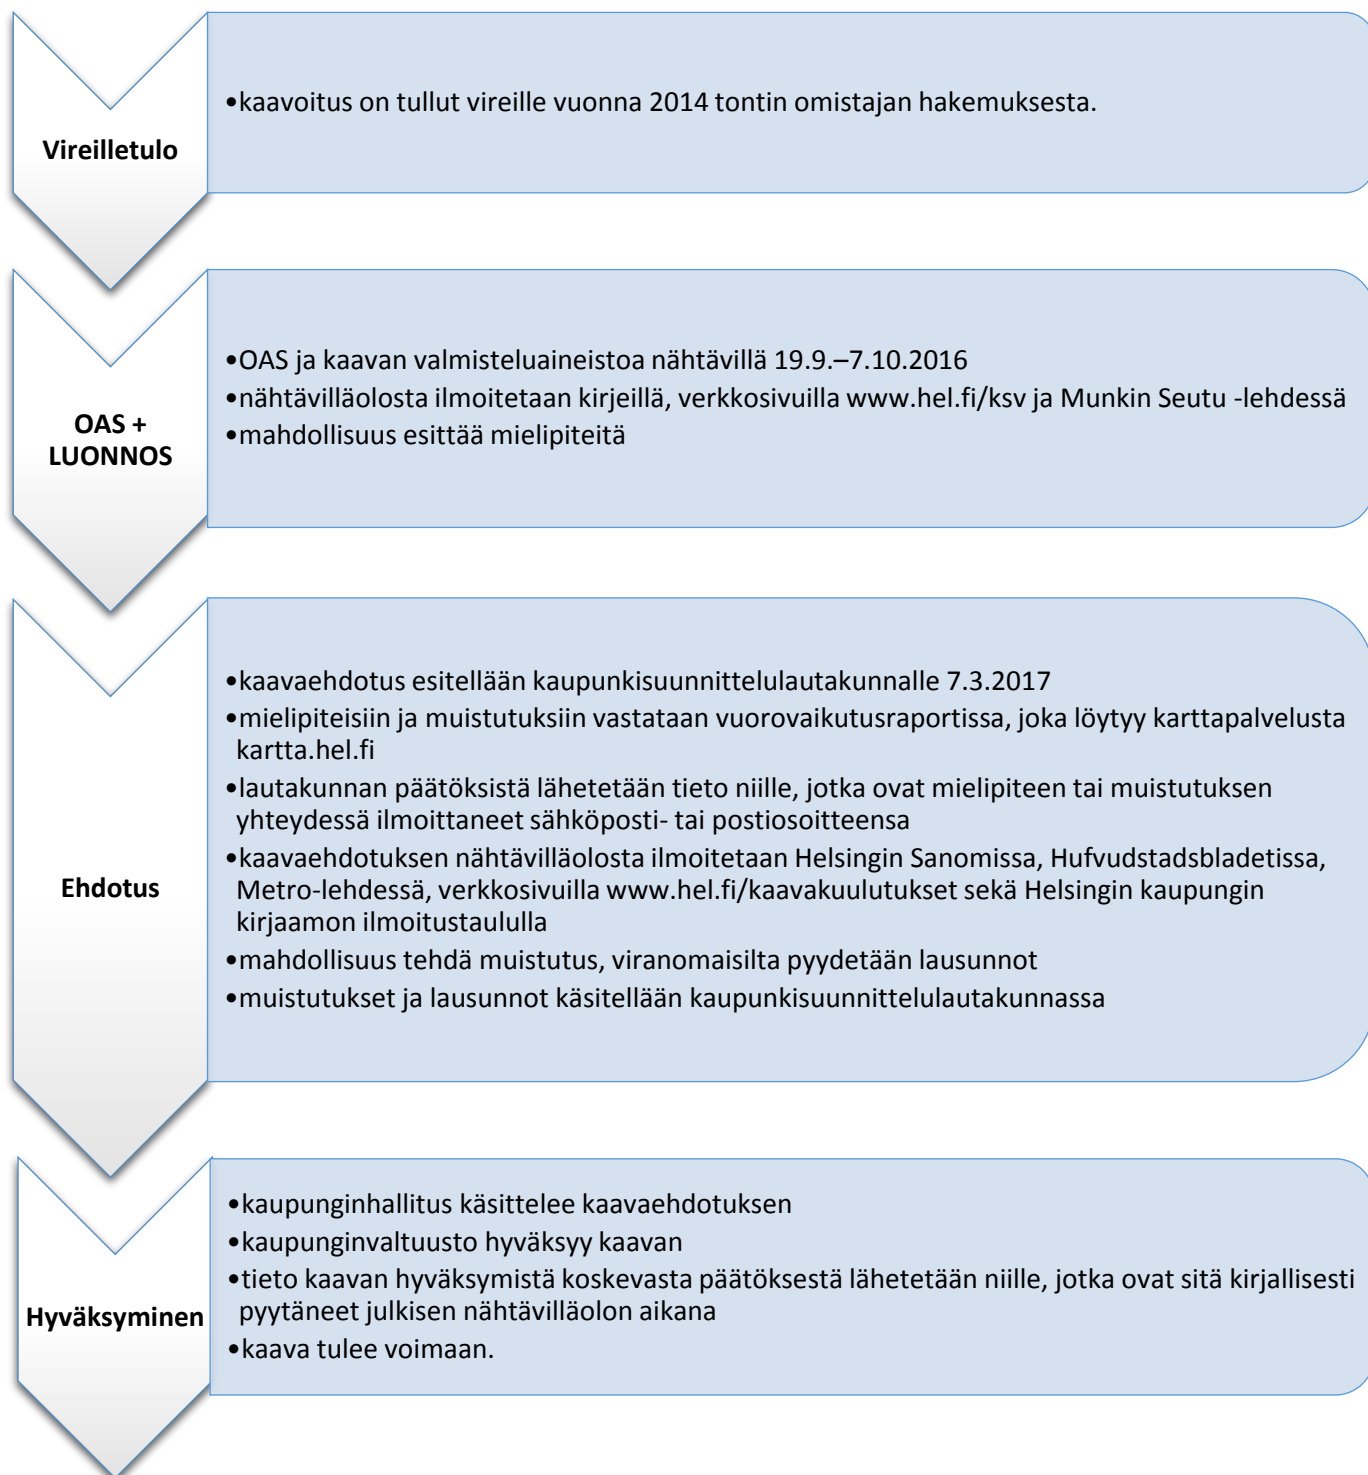 Vireilletulo
•kaavoitus on tullut vireille vuonna 2014 tontin omistajan hakemuksesta.
OAS +
LUONNOS
•OAS ja kaavan valmisteluaineistoa nähtävillä 19.9.–7.10.2016
•nähtävilläolosta ilmoitetaan kirjeillä, verkkosivuilla www.hel.fi/ksv ja Munkin Seutu -lehdessä
•mahdollisuus esittää mielipiteitä
Ehdotus
•kaavaehdotus esitellään kaupunkisuunnittelulautakunnalle 7.3.2017
•mielipiteisiin ja muistutuksiin vastataan vuorovaikutusraportissa, joka löytyy karttapalvelusta
kartta.hel.fi
•lautakunnan päätöksistä lähetetään tieto niille, jotka ovat mielipiteen tai muistutuksen
yhteydessä ilmoittaneet sähköposti- tai postiosoitteensa
•kaavaehdotuksen nähtävilläolosta ilmoitetaan Helsingin Sanomissa, Hufvudstadsbladetissa,
Metro-lehdessä, verkkosivuilla www.hel.fi/kaavakuulutukset sekä Helsingin kaupungin
kirjaamon ilmoitustaululla
•mahdollisuus tehdä muistutus, viranomaisilta pyydetään lausunnot
•muistutukset ja lausunnot käsitellään kaupunkisuunnittelulautakunnassa
Hyväksyminen
•kaupunginhallitus käsittelee kaavaehdotuksen
•kaupunginvaltuusto hyväksyy kaavan
•tieto kaavan hyväksymistä koskevasta päätöksestä lähetetään niille, jotka ovat sitä kirjallisesti
pyytäneet julkisen nähtävilläolon aikana
•kaava tulee voimaan.